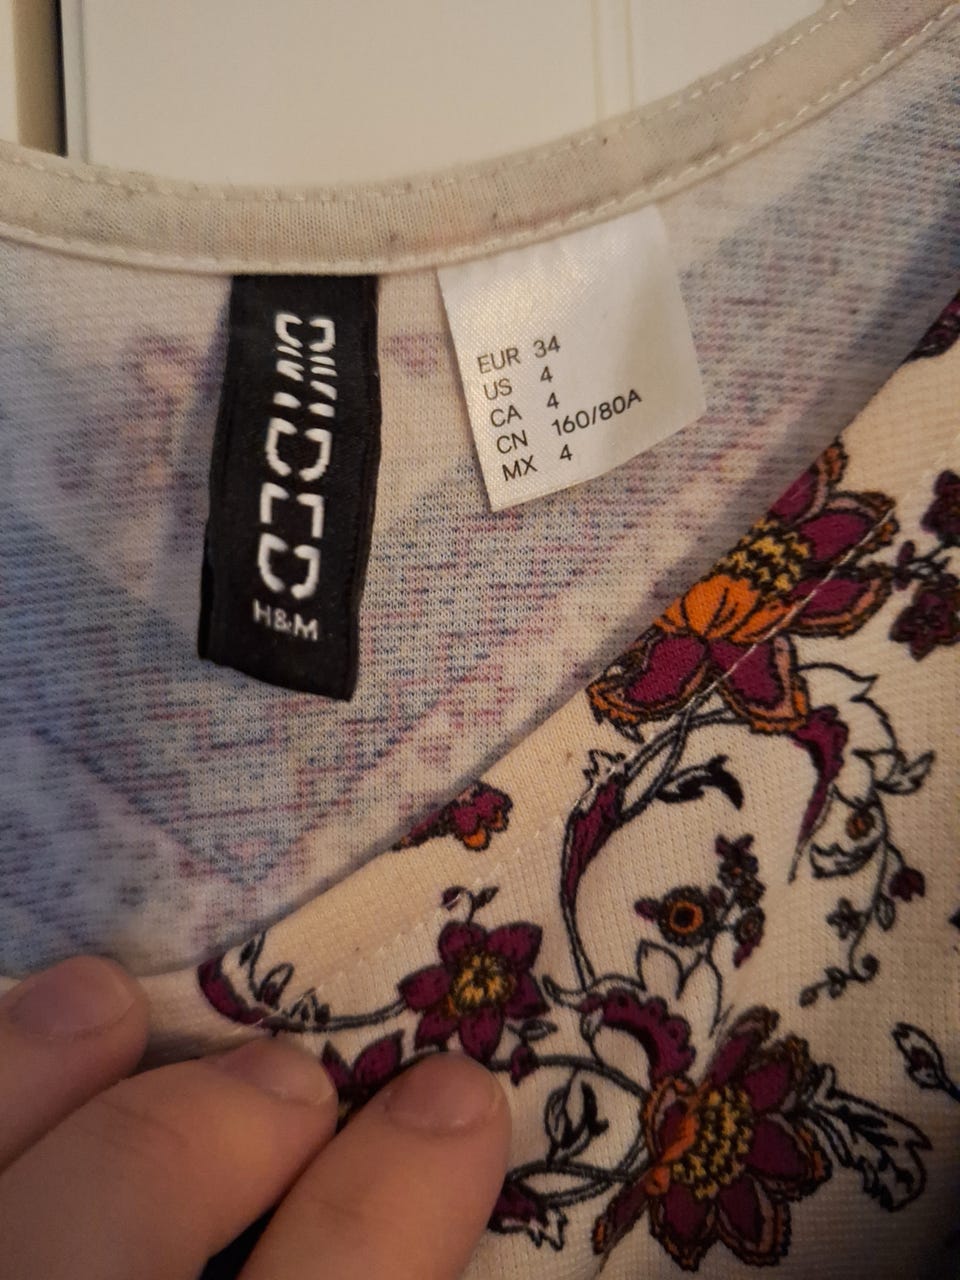 DIVIDED
H&M
EUR 34
US 4
CA 4
CN 160/80A
MX 4